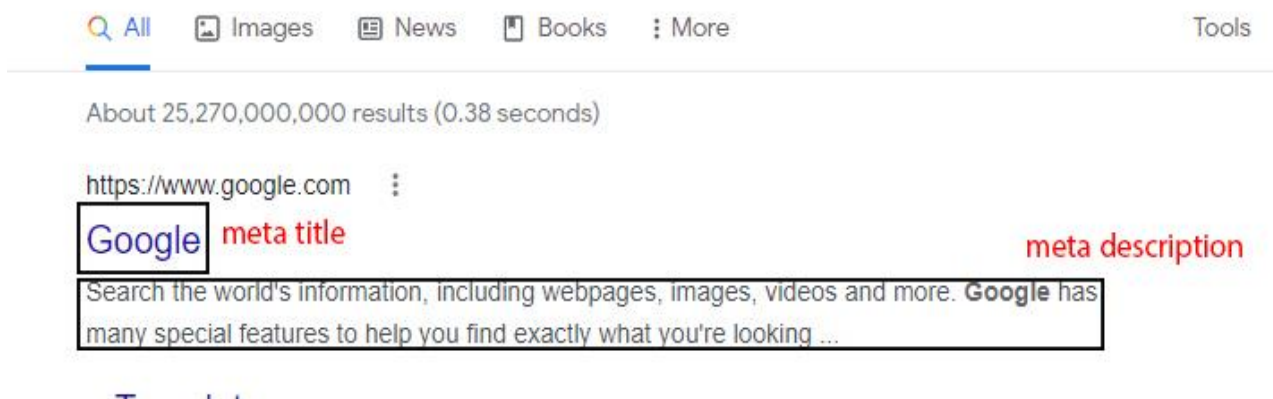 All Images News Books More Tools
About 25,270,000,000 results (0.38 seconds)
https://www.google.com
Google meta title
meta description
Search the world's information, including webpages, images, videos and more. Google has
many special features to help you find exactly what you're looking ...